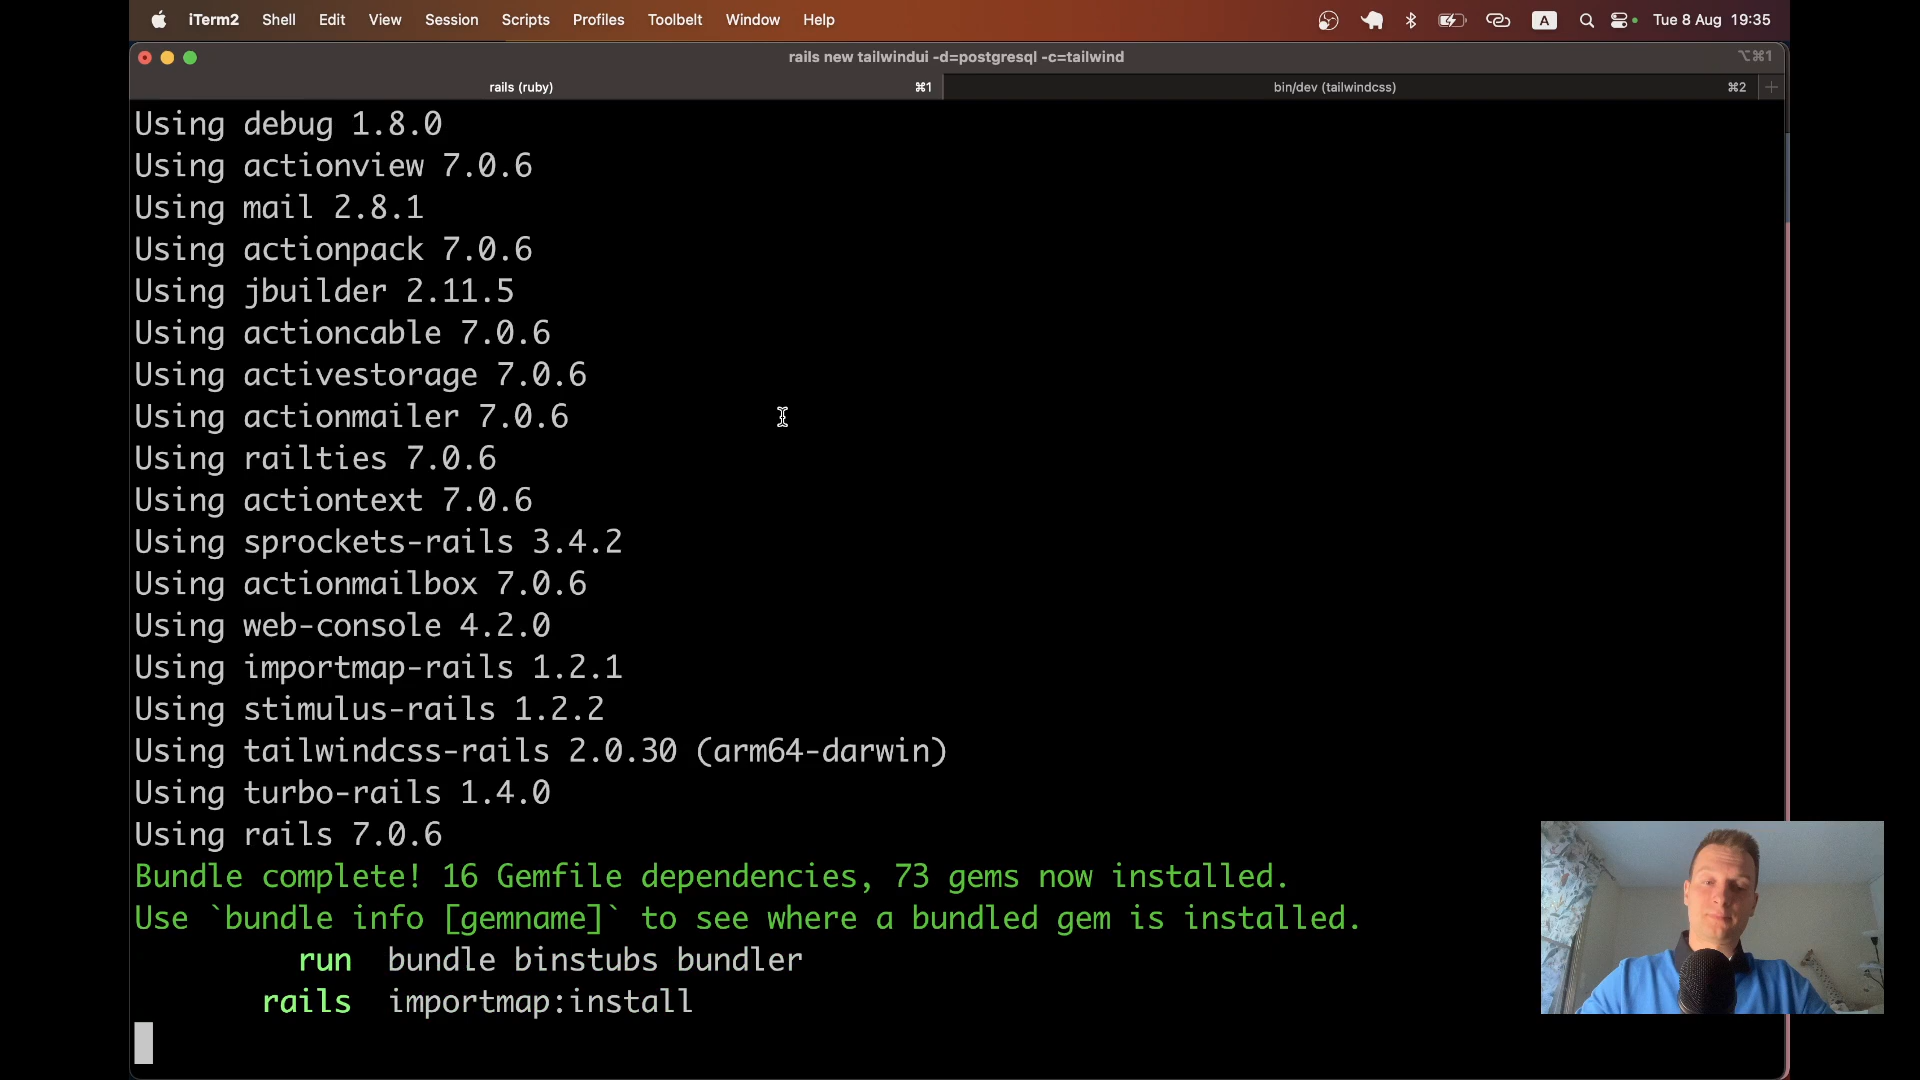 iTerm2 Shell Edit View Session Scripts Profiles Toolbelt Window Help A Tue 8 Aug 19:35
rails new tailwindui -d=postgresql -c=tailwind ⌥⌘1
rails (ruby) ⌘1 bin/dev (tailwindcss) ⌘2
Using debug 1.8.0
Using actionview 7.0.6
Using mail 2.8.1
Using actionpack 7.0.6
Using jbuilder 2.11.5
Using actioncable 7.0.6
Using activestorage 7.0.6
Using actionmailer 7.0.6
Using railties 7.0.6
Using actiontext 7.0.6
Using sprockets-rails 3.4.2
Using actionmailbox 7.0.6
Using web-console 4.2.0
Using importmap-rails 1.2.1
Using stimulus-rails 1.2.2
Using tailwindcss-rails 2.0.30 (arm64-darwin)
Using turbo-rails 1.4.0
Using rails 7.0.6
Bundle complete! 16 Gemfile dependencies, 73 gems now installed.
Use `bundle info [gemname]` to see where a bundled gem is installed.
run bundle binstubs bundler
rails importmap:install